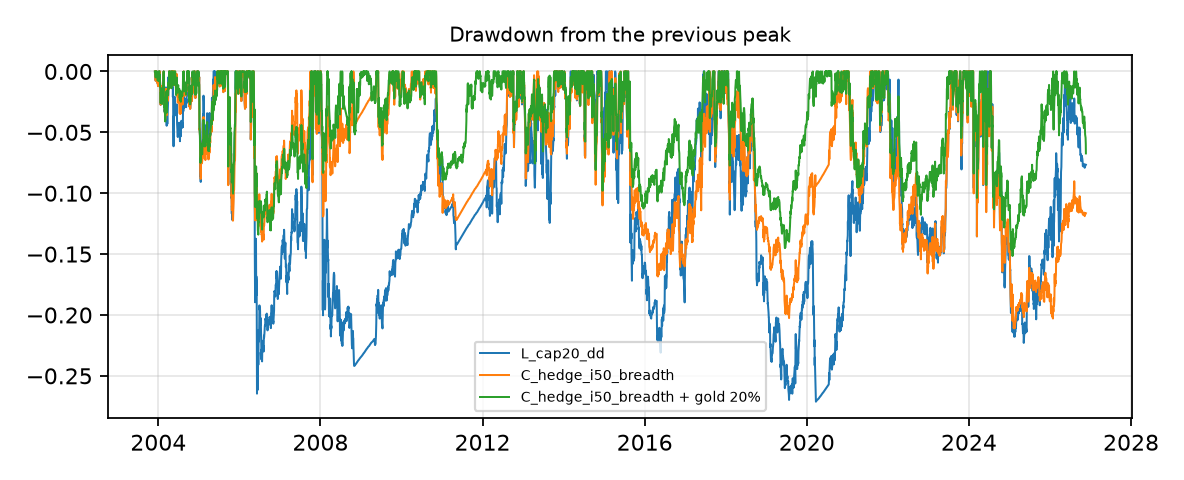 Drawdown from the previous peak
0.00
−0.05
−0.10
−0.15
−0.20
−0.25
L_cap20_dd
C_hedge_i50_breadth
C_hedge_i50_breadth + gold 20%
2004 2008 2012 2016 2020 2024 2028